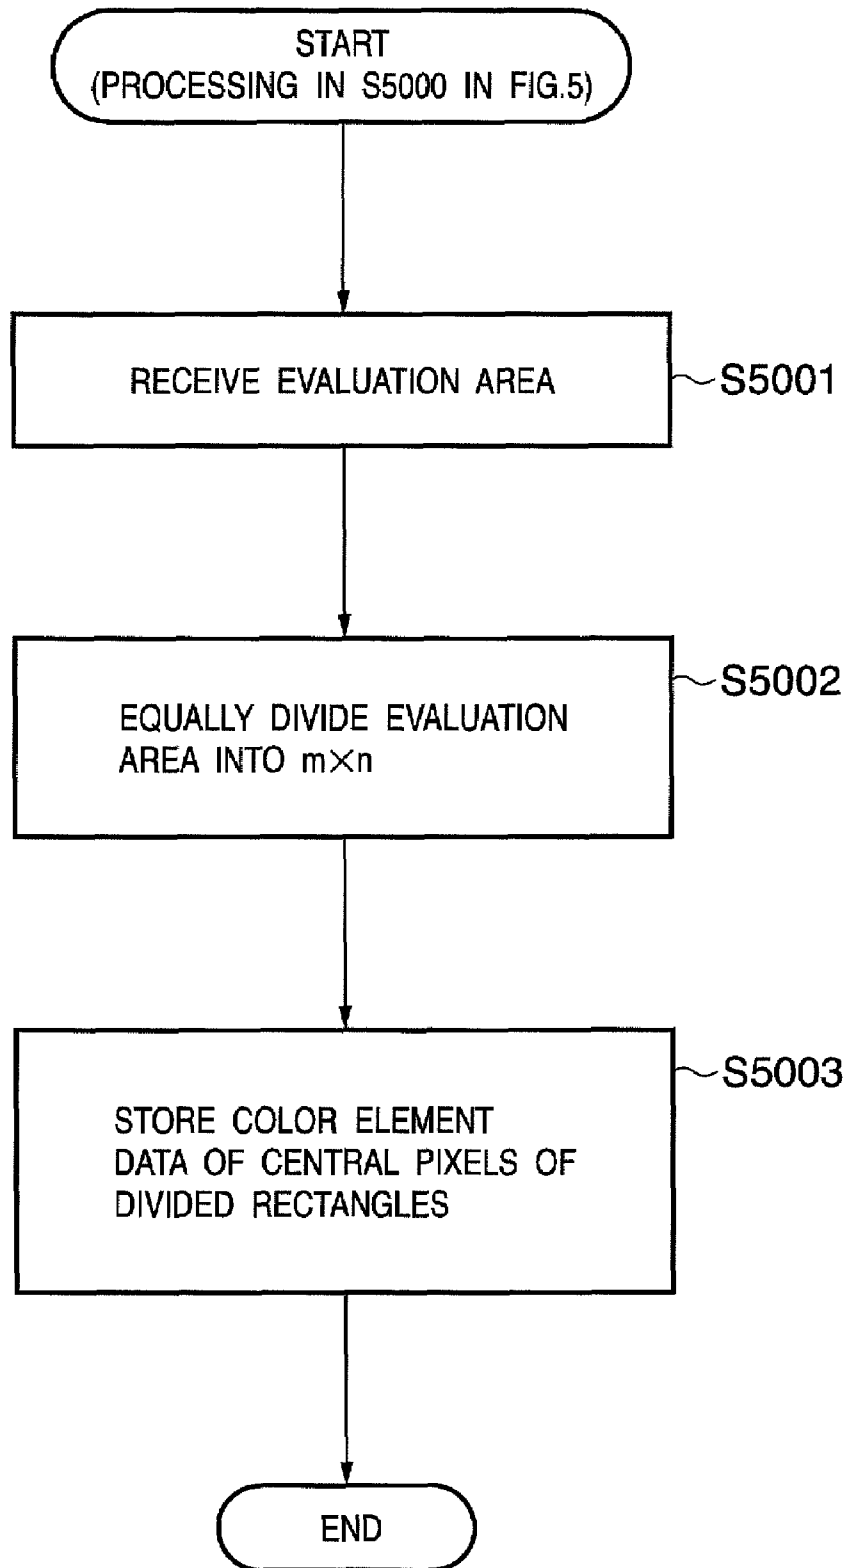 START
(PROCESSING IN S5000 IN FIG.5)
RECEIVE EVALUATION AREA
S5001
EQUALLY DIVIDE EVALUATION
AREA INTO m×n
S5002
STORE COLOR ELEMENT
DATA OF CENTRAL PIXELS OF
DIVIDED RECTANGLES
S5003
END